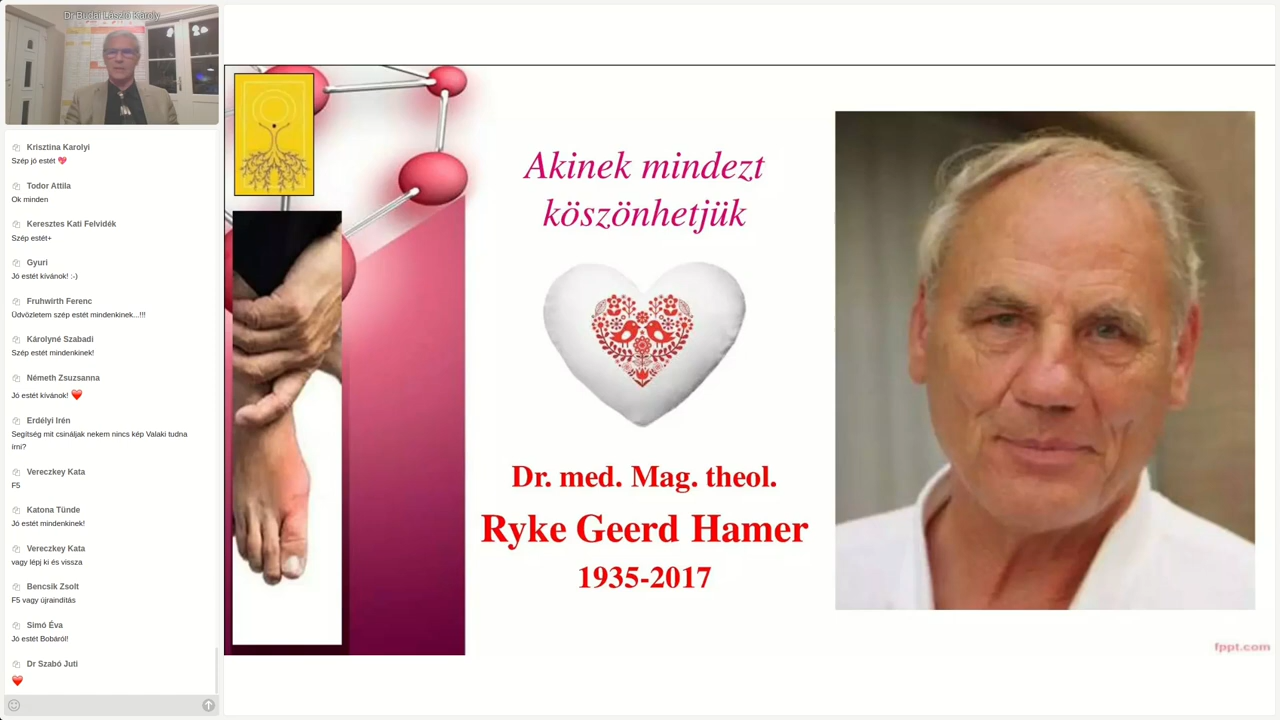 Dr Budai László Károly
Krisztina Karolyi
Szép jó estét 💖
Todor Attila
Ok minden
Keresztes Kati Felvidék
Szép estét+
Gyuri
Jó estét kívánok! :-)
Fruhwirth Ferenc
Üdvözletem szép estét mindenkinek...!!!
Károlyné Szabadi
Szép estét mindenkinek!
Németh Zsuzsanna
Jó estét kívánok! ❤️
Erdélyi Irén
Segítség mit csináljak nekem nincs kép Valaki tudna
írni?
Vereczkey Kata
F5
Katona Tünde
Jó estét mindenkinek!
Vereczkey Kata
vagy lépj ki és vissza
Bencsik Zsolt
F5 vagy újraindítás
Simó Éva
Jó estét Bobáról!
Dr Szabó Juti
❤️
Akinek mindezt
köszönhetjük
Dr. med. Mag. theol.
Ryke Geerd Hamer
1935-2017
fppt.com